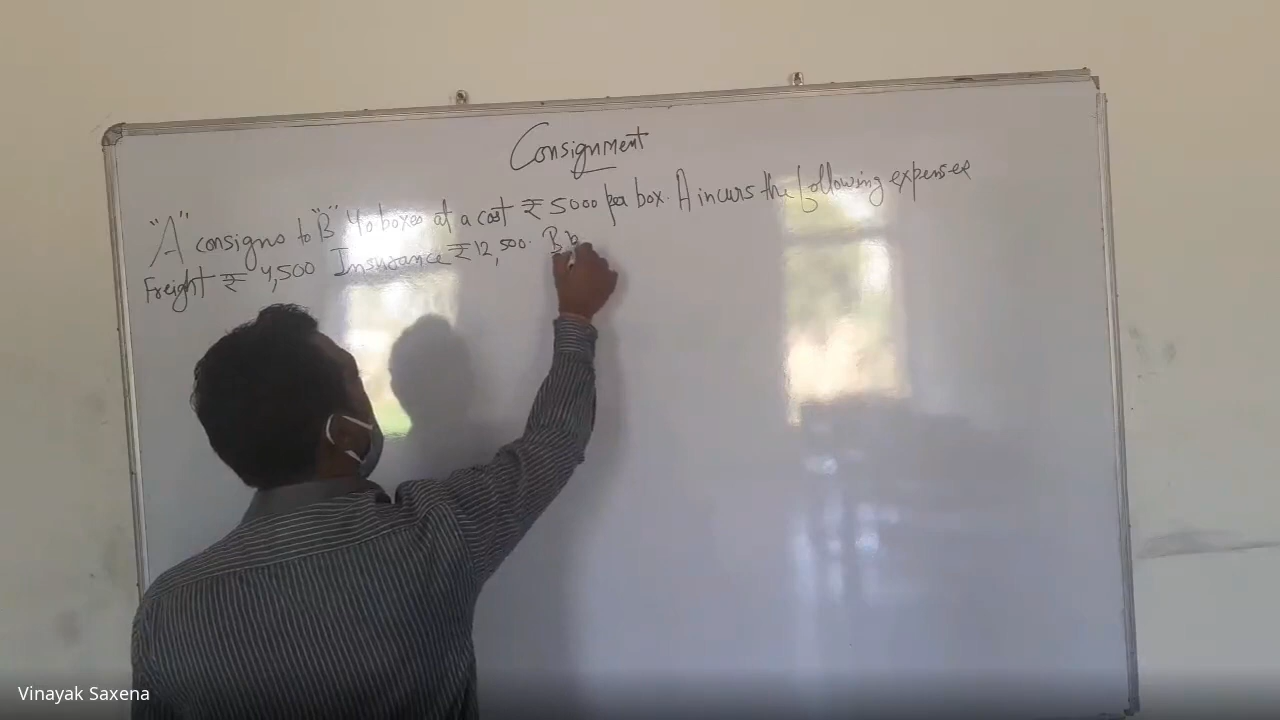 Consignment
"A" consigns to "B" 40 boxes at a cost ₹ 5000 per box. A incurs the following expenses
Freight ₹ 4,500 Insurance ₹ 12,500. B b
Vinayak Saxena